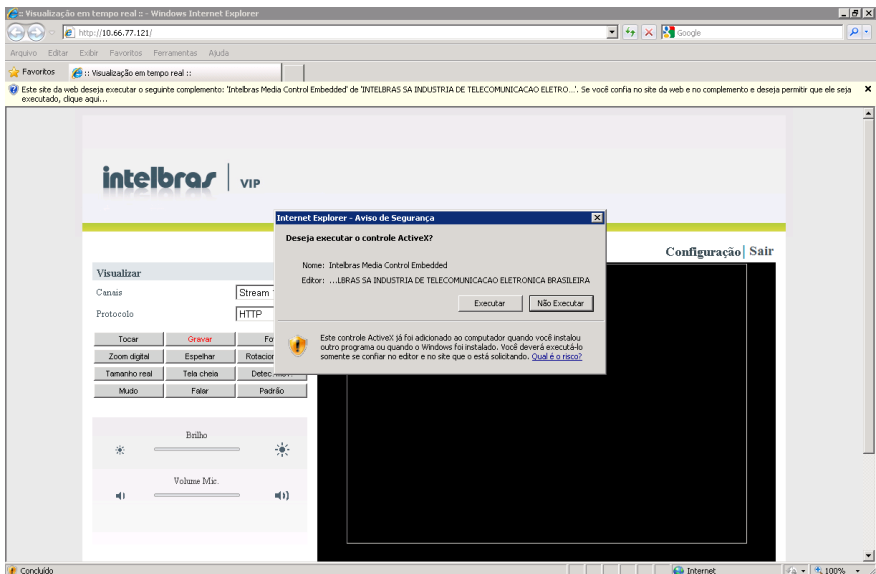 :: Visualização em tempo real :: - Windows Internet Explorer
http://10.66.77.121/
Google
Arquivo Editar Exibir Favoritos Ferramentas Ajuda
Favoritos
:: Visualização em tempo real ::
Este site da web deseja executar o seguinte complemento: 'Intelbras Media Control Embedded' de 'INTELBRAS SA INDUSTRIA DE TELECOMUNICACAO ELETRO...'. Se você confia no site da web e no complemento e deseja permitir que ele seja
executado, clique aqui...
intelbras VIP
Internet Explorer - Aviso de Segurança
Deseja executar o controle ActiveX?
Nome: Intelbras Media Control Embedded
Editor: ...LBRAS SA INDUSTRIA DE TELECOMUNICACAO ELETRONICA BRASILEIRA
Executar Não Executar
Este controle ActiveX já foi adicionado ao computador quando você instalou
outro programa ou quando o Windows foi instalado. Você deverá executá-lo
somente se confiar no editor e no site que o está solicitando. Qual é o risco?
Configuração Sair
Visualizar
Canais Stream
Protocolo HTTP
Tocar Gravar Fo
Zoom digital Espelhar Rotacion
Tamanho real Tela cheia Detec. Mov.
Mudo Falar Padrão
Brilho
Volume Mic.
Concluído
Internet
100%